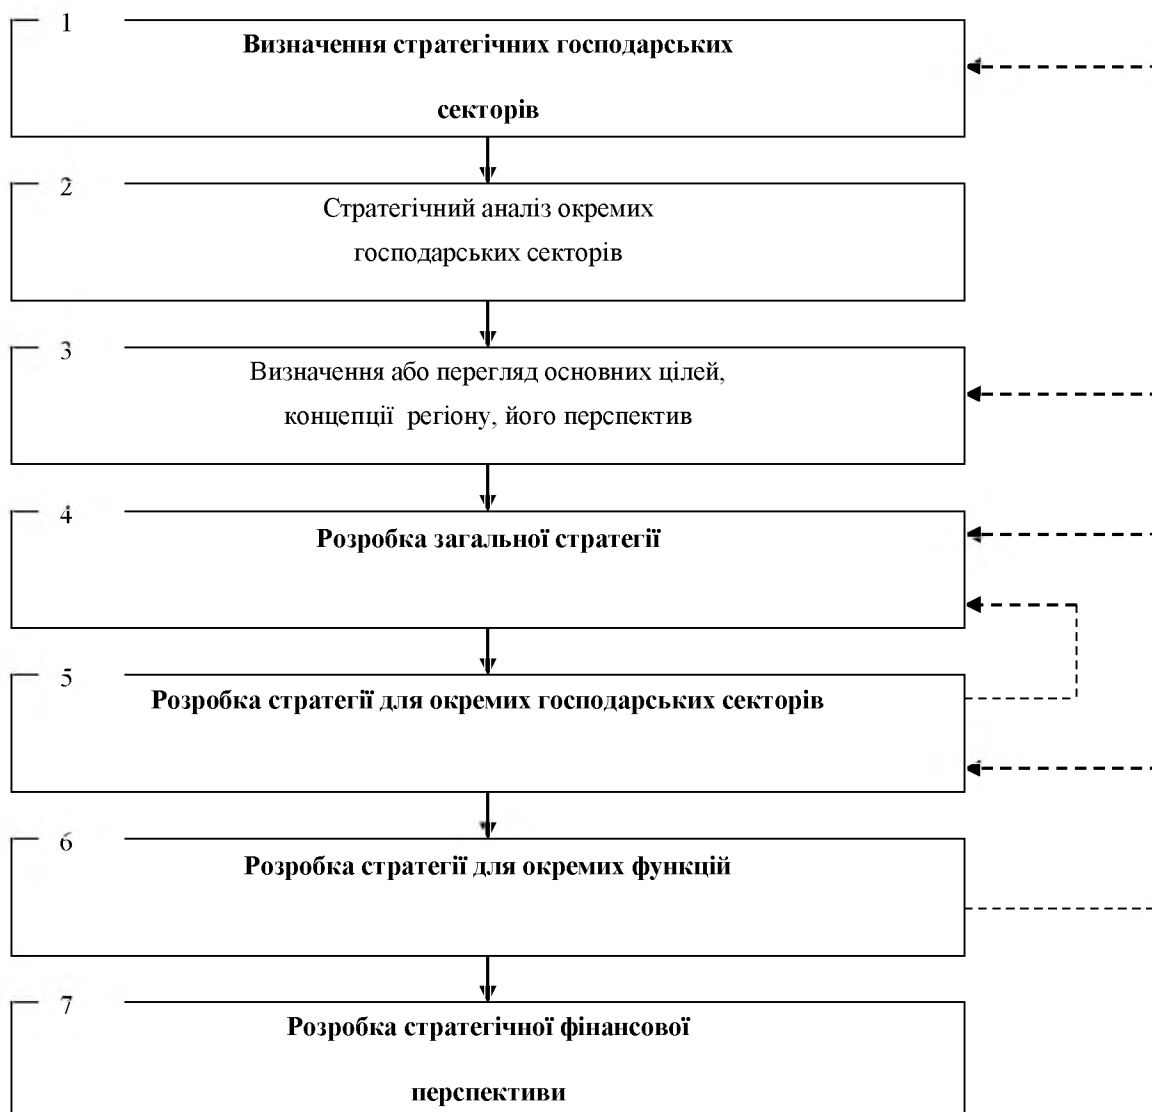 1
Визначення стратегічних господарських
секторів
2
Стратегічний аналіз окремих
господарських секторів
3
Визначення або перегляд основних цілей,
концепції регіону, його перспектив
4
Розробка загальної стратегії
5
Розробка стратегії для окремих господарських секторів
6
Розробка стратегії для окремих функцій
7
Розробка стратегічної фінансової
перспективи